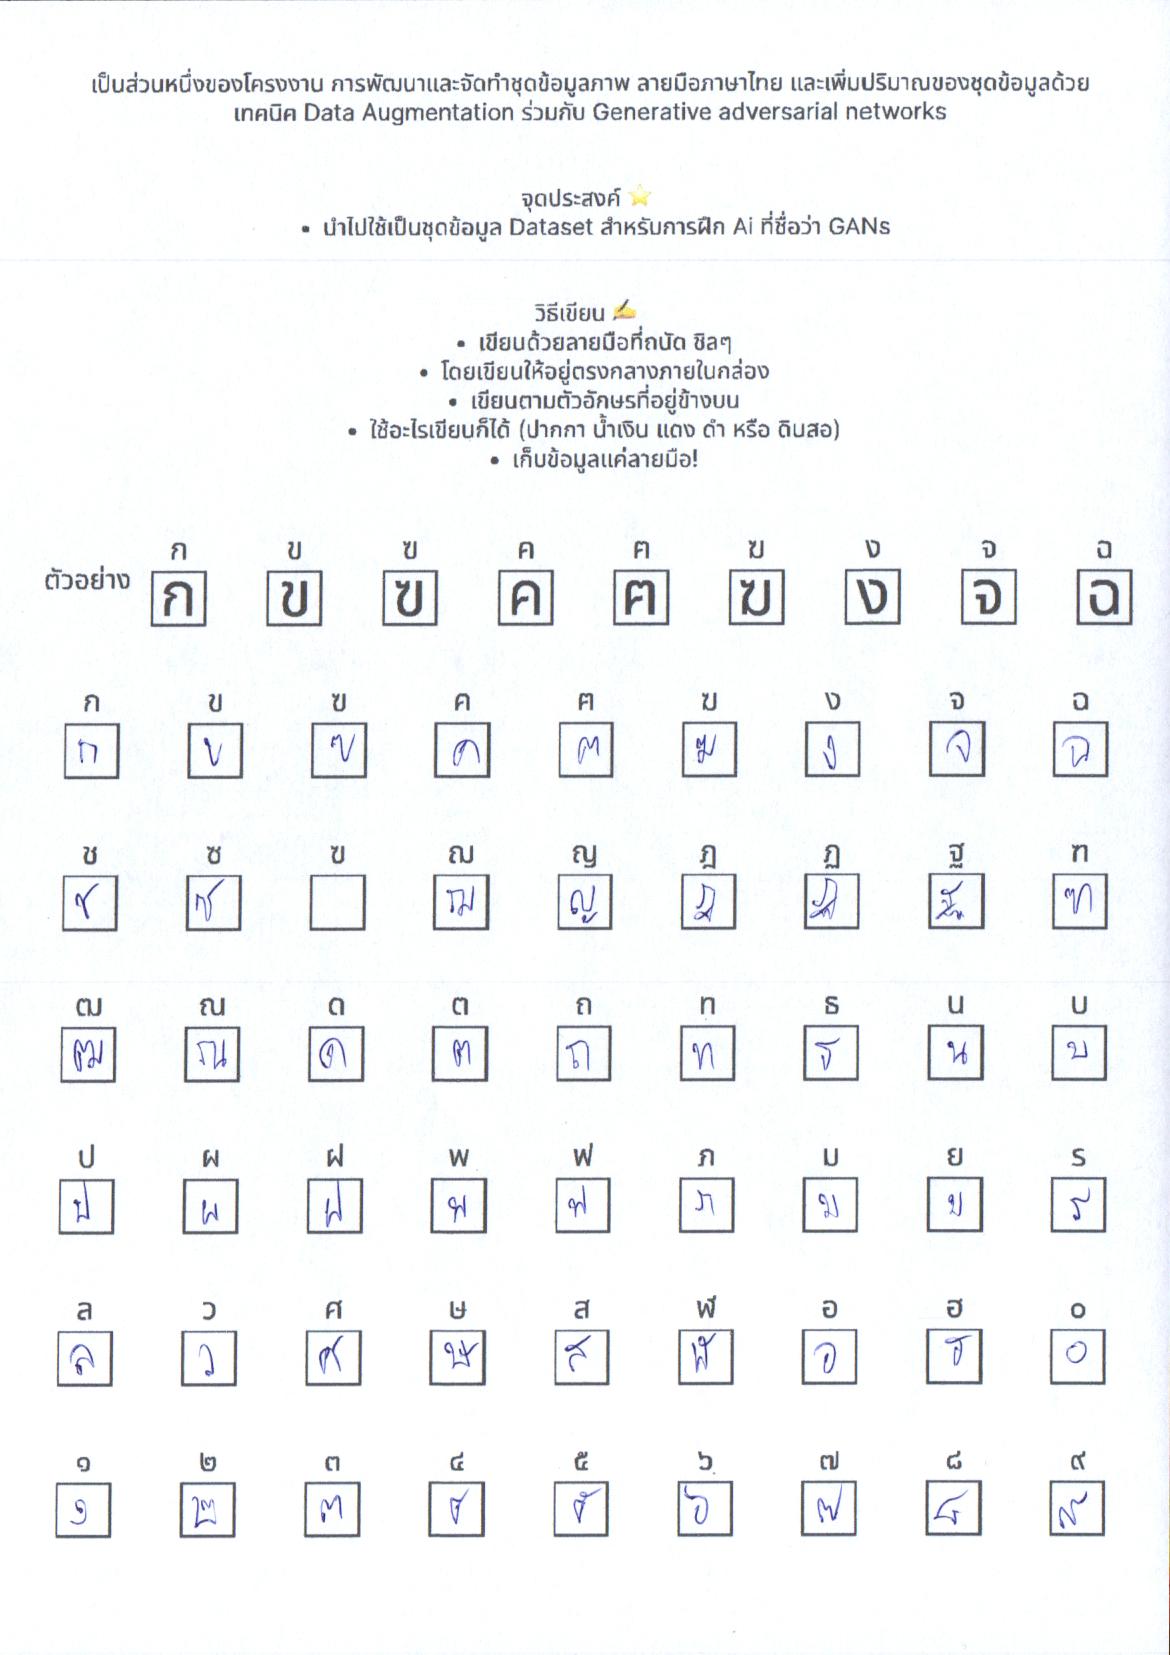 เป็นส่วนหนึ่งของโครงงาน การพัฒนาและจัดทำชุดข้อมูลภาพ ลายมือภาษาไทย และเพิ่มปริมาณของชุดข้อมูลด้วย
เทคนิค Data Augmentation ร่วมกับ Generative adversarial networks
จุดประสงค์ ⭐
• นำไปใช้เป็นชุดข้อมูล Dataset สำหรับการฝึก Ai ที่ชื่อว่า GANs
วิธีเขียน ✍
• เขียนด้วยลายมือที่ถนัด ชิลๆ
• โดยเขียนให้อยู่ตรงกลางภายในกล่อง
• เขียนตามตัวอักษรที่อยู่ข้างบน
• ใช้อะไรเขียนก็ได้ (ปากกา น้ำเงิน แดง ดำ หรือ ดินสอ)
• เก็บข้อมูลแค่ลายมือ!
ก ข ฃ ค ฅ ฆ ง จ ฉ
ตัวอย่าง ก ข ฃ ค ฅ ฆ ง จ ฉ
ก ข ฃ ค ฅ ฆ ง จ ฉ
ก ข ฃ ค ฅ ฆ ง จ ฉ
ช ซ ฃ ฌ ญ ฎ ฏ ฐ ฑ
ช ซ ฌ ญ ฎ ฏ ฐ ฑ
ฒ ณ ด ต ถ ท ธ น บ
ฒ ณ ด ต ถ ท ธ น บ
ป ผ ฝ พ ฟ ภ ม ย ร
ป ผ ฝ พ ฟ ภ ม ย ร
ล ว ศ ษ ส ฬ อ ฮ ๐
ล ว ศ ษ ส ฬ อ ฮ ๐
๑ ๒ ๓ ๔ ๕ ๖ ๗ ๘ ๙
๑ ๒ ๓ ๔ ๕ ๖ ๗ ๘ ๙